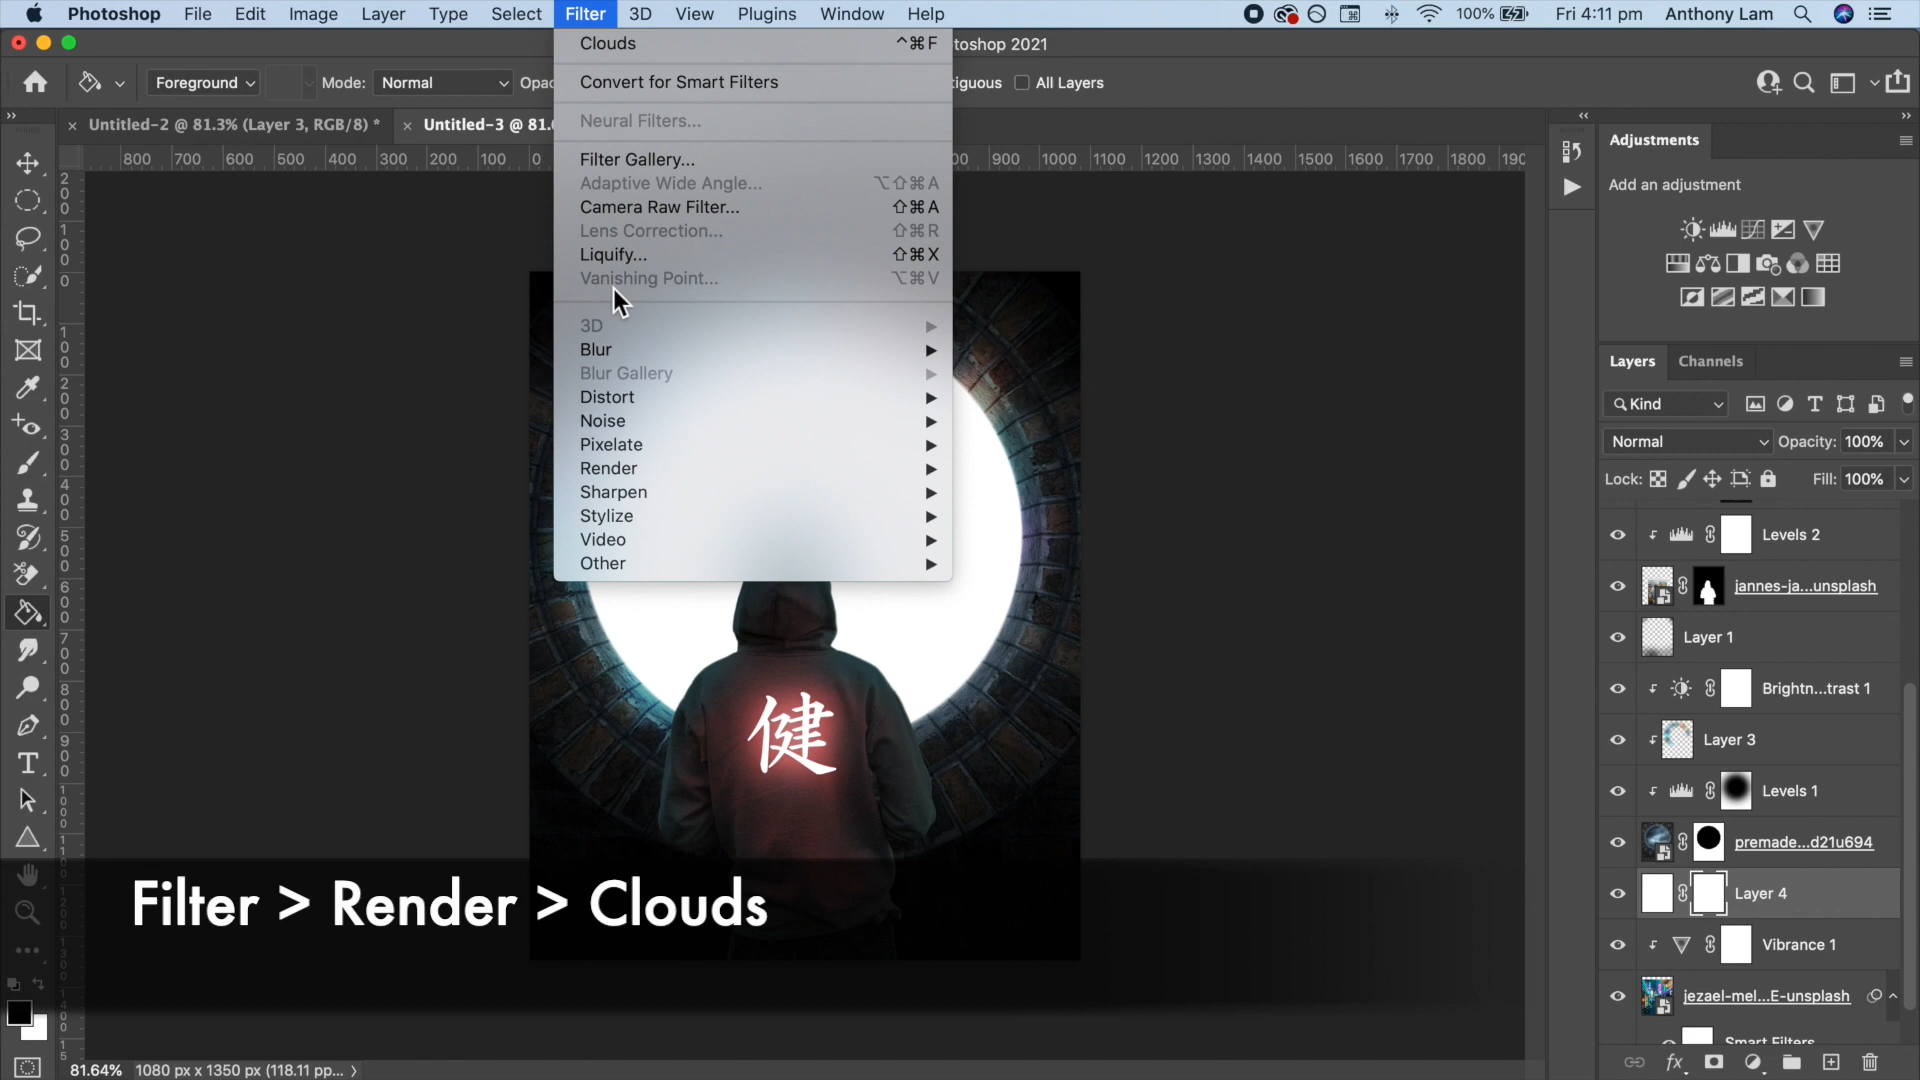 Photoshop File Edit Image Layer Type Select Filter 3D View Plugins Window Help 100% Fri 4:11 pm Anthony Lam
toshop 2021
Foreground Mode: Normal Opac tiguous All Layers
Untitled-2 @ 81.3% (Layer 3, RGB/8) * Untitled-3 @ 81.
800 700 600 500 400 300 200 100 0 900 1000 1100 1200 1300 1400 1500 1600 1700 1800 190
Clouds ^⌘F
Convert for Smart Filters
Neural Filters...
Filter Gallery...
Adaptive Wide Angle... ⌥⇧⌘A
Camera Raw Filter... ⇧⌘A
Lens Correction... ⇧⌘R
Liquify... ⇧⌘X
Vanishing Point... ⌥⌘V
3D
Blur
Blur Gallery
Distort
Noise
Pixelate
Render
Sharpen
Stylize
Video
Other
健
Filter > Render > Clouds
Adjustments
Add an adjustment
Layers Channels
Kind
Normal Opacity: 100%
Lock: Fill: 100%
Levels 2
jannes-ja...unsplash
Layer 1
Brightn...trast 1
Layer 3
Levels 1
premade...d21u694
Layer 4
Vibrance 1
jezael-mel...E-unsplash
Smart Filters
fx
81.64% 1080 px x 1350 px (118.11 pp...